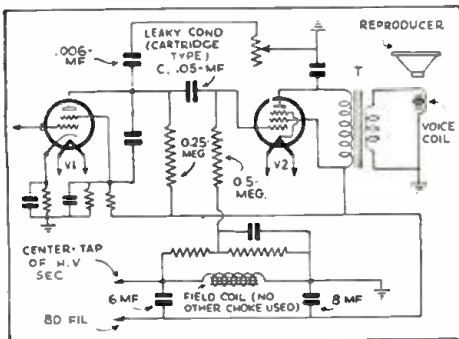 REPRODUCER
LEAKY COND
(CARTRIDGE
TYPE)
C, .05-MF
.006-
MF
T
VOICE
COIL
V1
V2
0.25-
MEG
0.5-
MEG.
CENTER-TAP
OF H.V
SEC
6 MF
FIELD COIL (NO
OTHER CHOKE USED)
8 MF
80 FIL